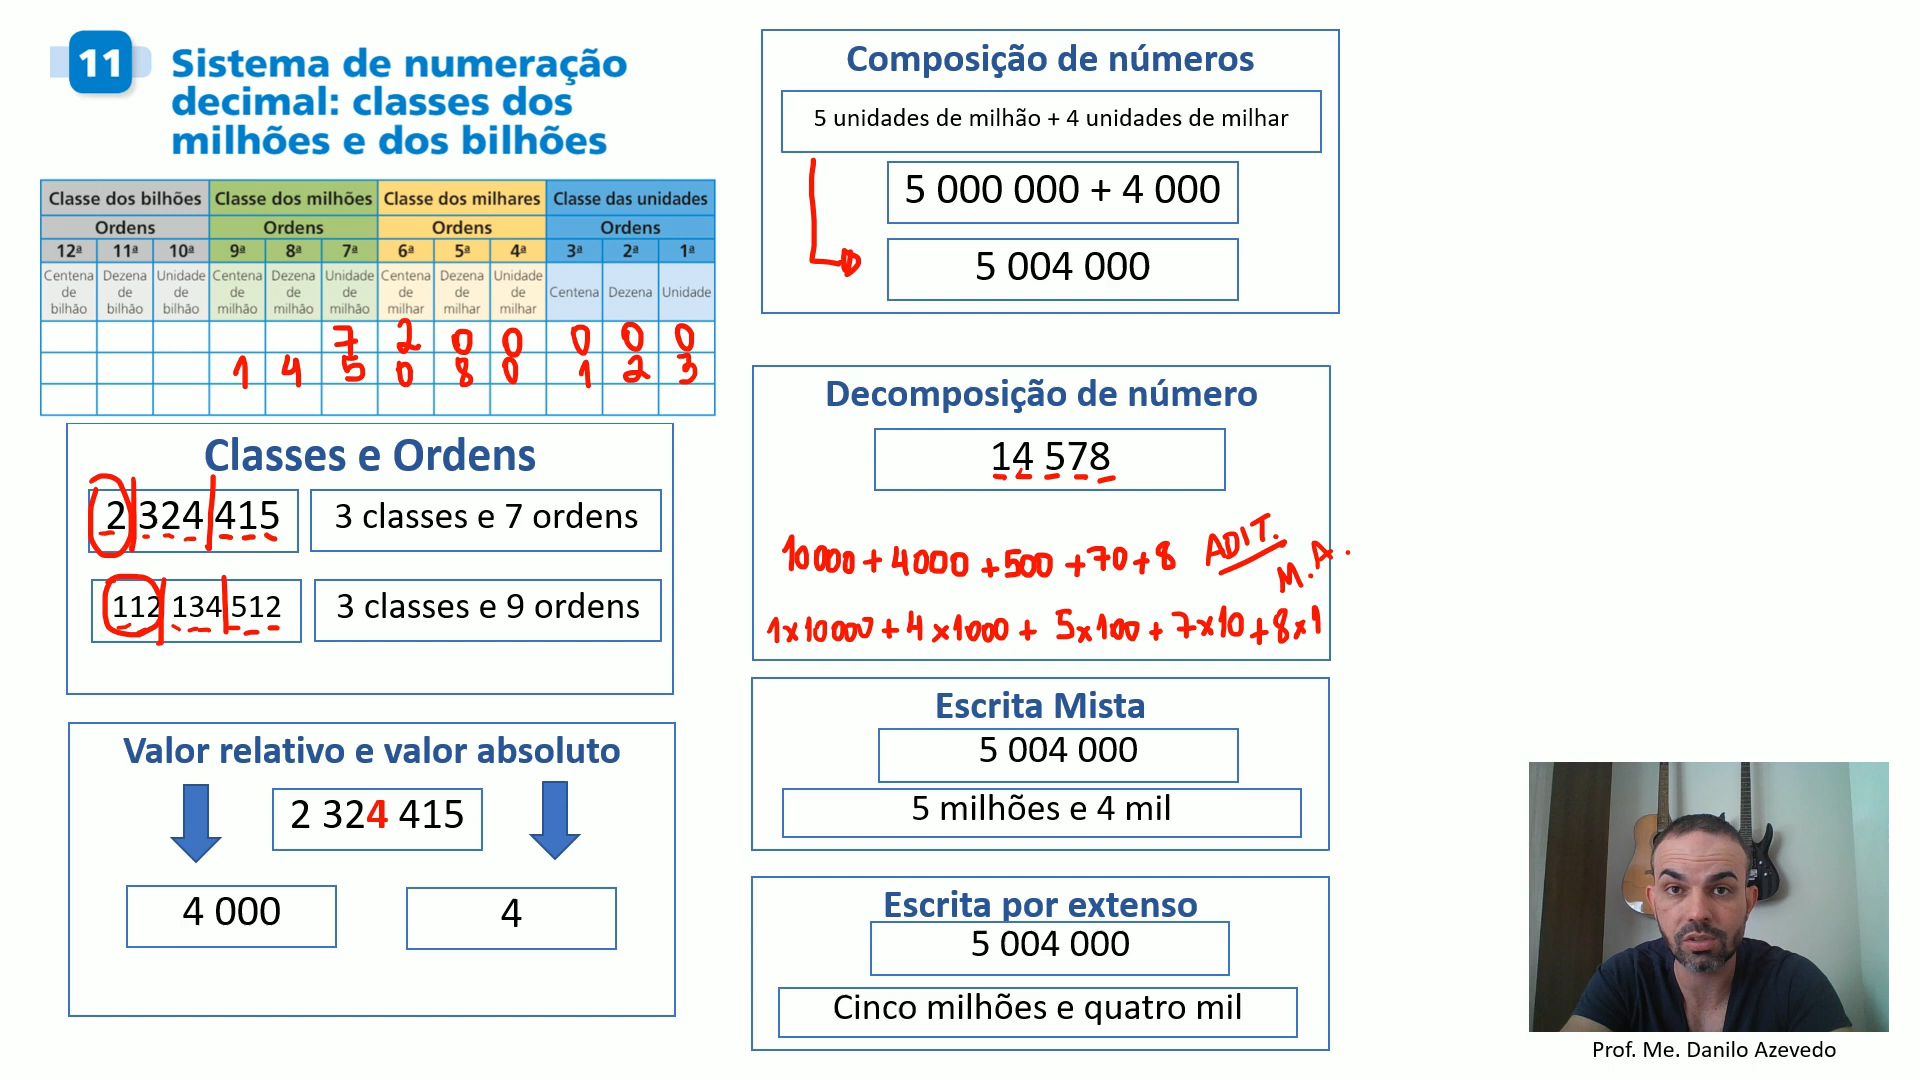 11
Sistema de numeração
decimal: classes dos
milhões e dos bilhões
Classe dos bilhões Classe dos milhões Classe dos milhares Classe das unidades
Ordens Ordens Ordens Ordens
12ª 11ª 10ª 9ª 8ª 7ª 6ª 5ª 4ª 3ª 2ª 1ª
Centena de bilhão Dezena de bilhão Unidade de bilhão Centena de milhão Dezena de milhão Unidade de milhão Centena de milhar Dezena de milhar Unidade de milhar Centena Dezena Unidade
7 2 0 0 0 0 0
1 4 5 0 8 0 1 2 3
Classes e Ordens
2 324 415 3 classes e 7 ordens
112 134 512 3 classes e 9 ordens
Valor relativo e valor absoluto
2 324 415
4 000 4
Composição de números
5 unidades de milhão + 4 unidades de milhar
5 000 000 + 4 000
5 004 000
Decomposição de número
14 578
10000 + 4000 + 500 + 70 + 8 ADIT.
M.A.
1x10000 + 4x1000 + 5x100 + 7x10 + 8x1
Escrita Mista
5 004 000
5 milhões e 4 mil
Escrita por extenso
5 004 000
Cinco milhões e quatro mil
Prof. Me. Danilo Azevedo